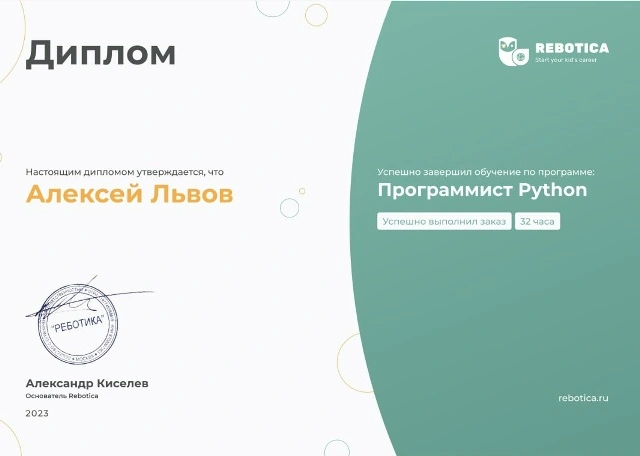 Диплом
REBOTICA
Start your kid's career
Настоящим дипломом утверждается, что
Алексей Львов
Успешно завершил обучение по программе:
Программист Python
Успешно выполнил заказ
32 часа
"РЕБОТИКА"
Александр Киселев
Основатель Rebotica
2023
rebotica.ru